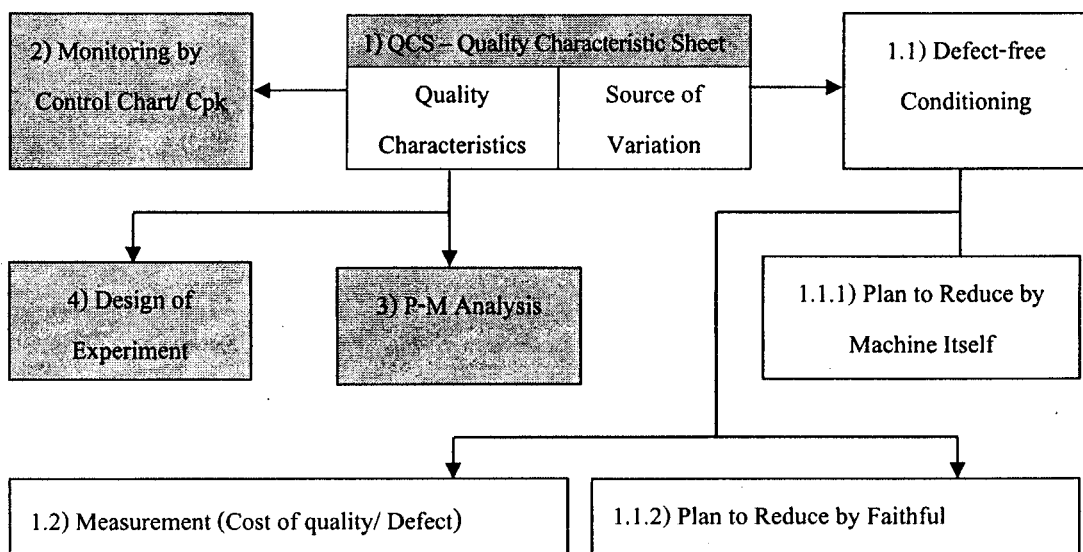 2) Monitoring by
Control Chart/ Cpk
1) QCS – Quality Characteristic Sheet
Quality
Characteristics
Source of
Variation
1.1) Defect-free
Conditioning
4) Design of
Experiment
3) P-M Analysis
1.1.1) Plan to Reduce by
Machine Itself
1.2) Measurement (Cost of quality/ Defect)
1.1.2) Plan to Reduce by Faithful